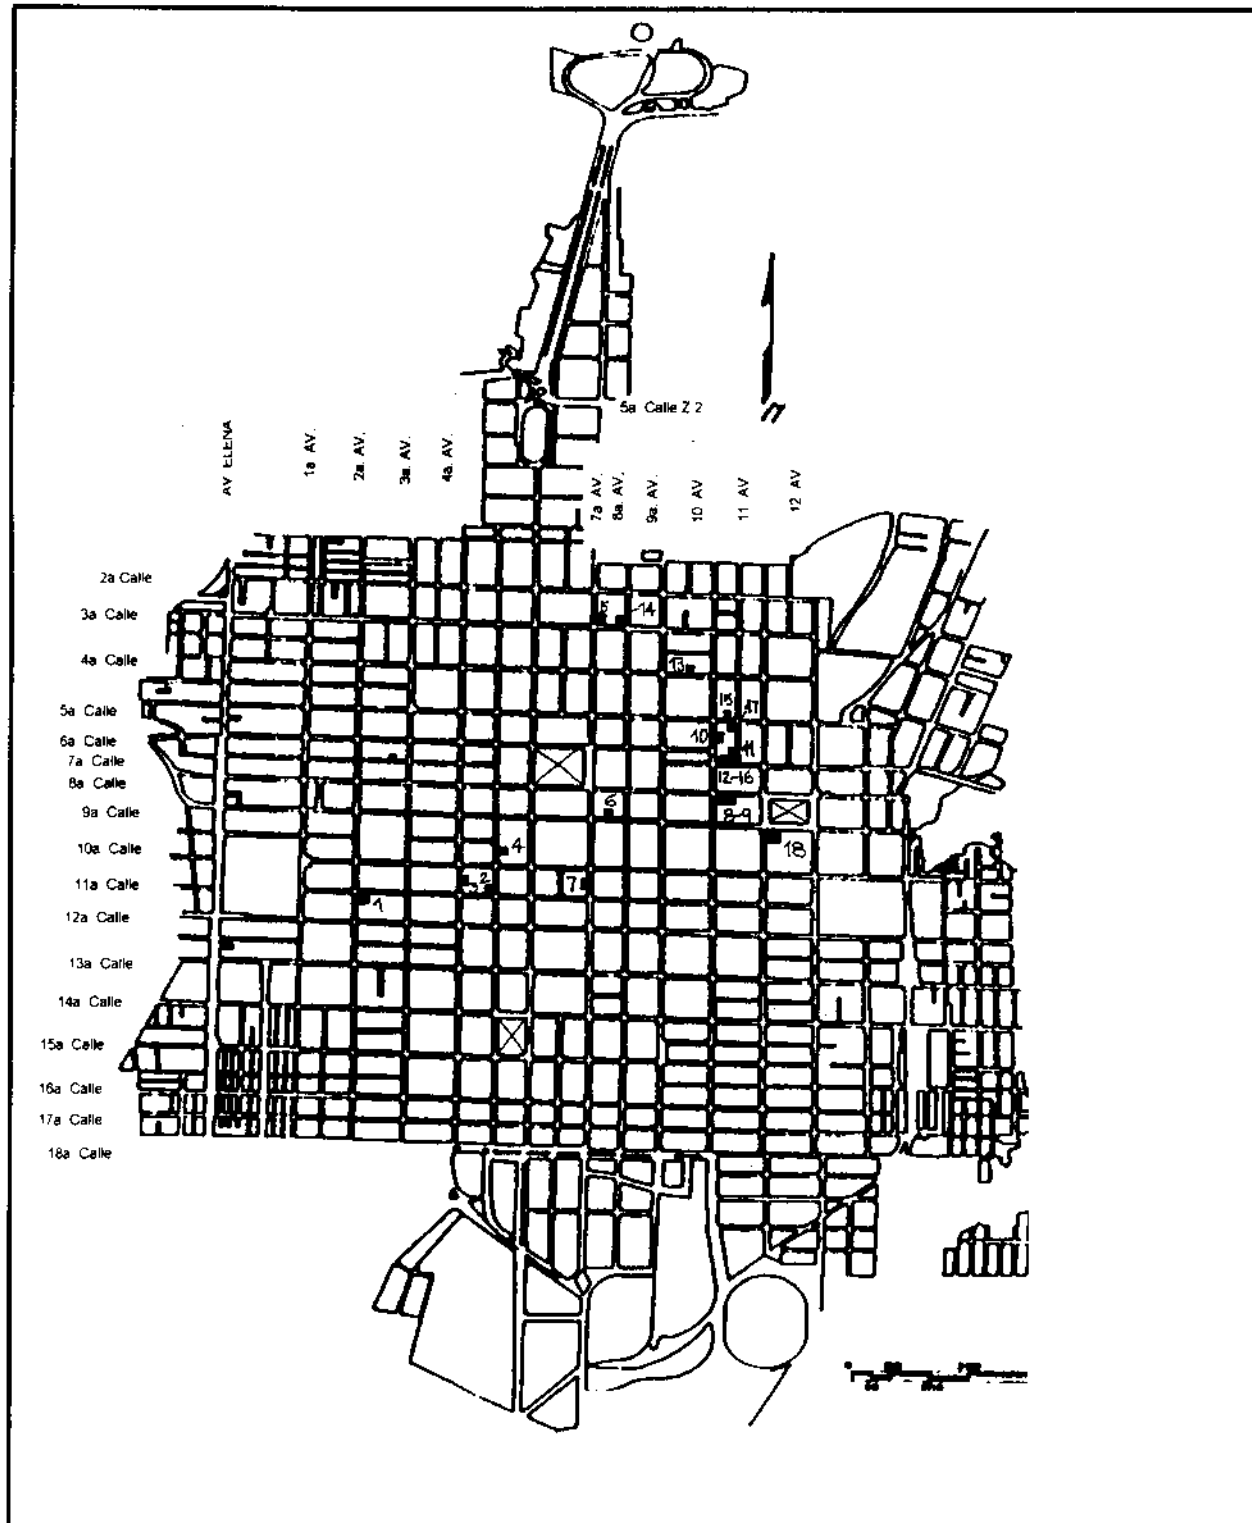 5a Calle Z 2
AV ELENA
1a AV.
2a. AV.
3a. AV.
4a. AV.
7a AV.
8a. AV.
9a. AV.
10 AV
11 AV
12 AV
2a Calle
3a Calle
4a Calle
5a Calle
6a Calle
7a Calle
8a Calle
9a Calle
10a Calle
11a Calle
12a Calle
13a Calle
14a Calle
15a Calle
16a Calle
17a Calle
18a Calle
5
-14
13
15
17
10
11
12-16
6
8-9
4
18
2
3
7
1